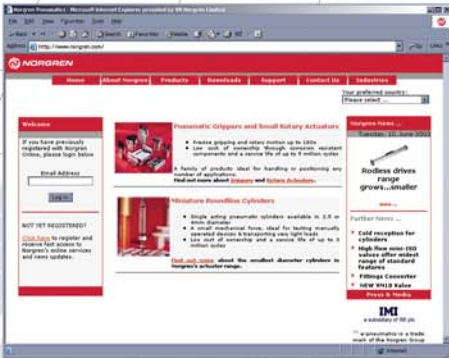 Norgren Pneumatics - Microsoft Internet Explorer provided by IMI Norgren Limited
File Edit View Favorites Tools Help
Back
Search Favorites Media
Address http://www.norgren.com/
Go Links
NORGREN
Home About Norgren Products Downloads Support Contact Us Industries
Your preferred country:
Please select ...
Welcome
If you have previously
registered with Norgren
Online, please login below
Email Address
Log in
NOT YET REGISTERED?
Click here to register and
receive fast access to
Norgren's online services
and news updates.
Pneumatic Grippers and Small Rotary Actuators
Precise gripping and rotary motion up to 180°
Low cost of ownership through corrosion resistant
components and a service life of up to 5 million cycles
A family of products ideal for handling or positioning any
number of applications.
Find out more about Grippers and Rotary Actuators.
Miniature Roundline Cylinders
Single acting pneumatic cylinders available in 2.5 or
4mm diameter
A small mechanical force, ideal for testing manually
operated devices & transporting very light loads
Low cost of ownership and a service life of up to 3
million cycles
Find out more about the smallest diameter cylinders in
Norgren's actuator range.
Norgren News ...
Tuesday, 10 June 2003
Rodless drives
range
grows...smaller
more ...
Further News ...
Cold reception for
cylinders
High flow mini-ISO
valves offer widest
range of standard
features
Fittings Converter
NEW VM10 Valve
Press & Media
IMI
a subsidiary of IMI plc
e-pneumatics is a trade
mark of the Norgren Group
Internet